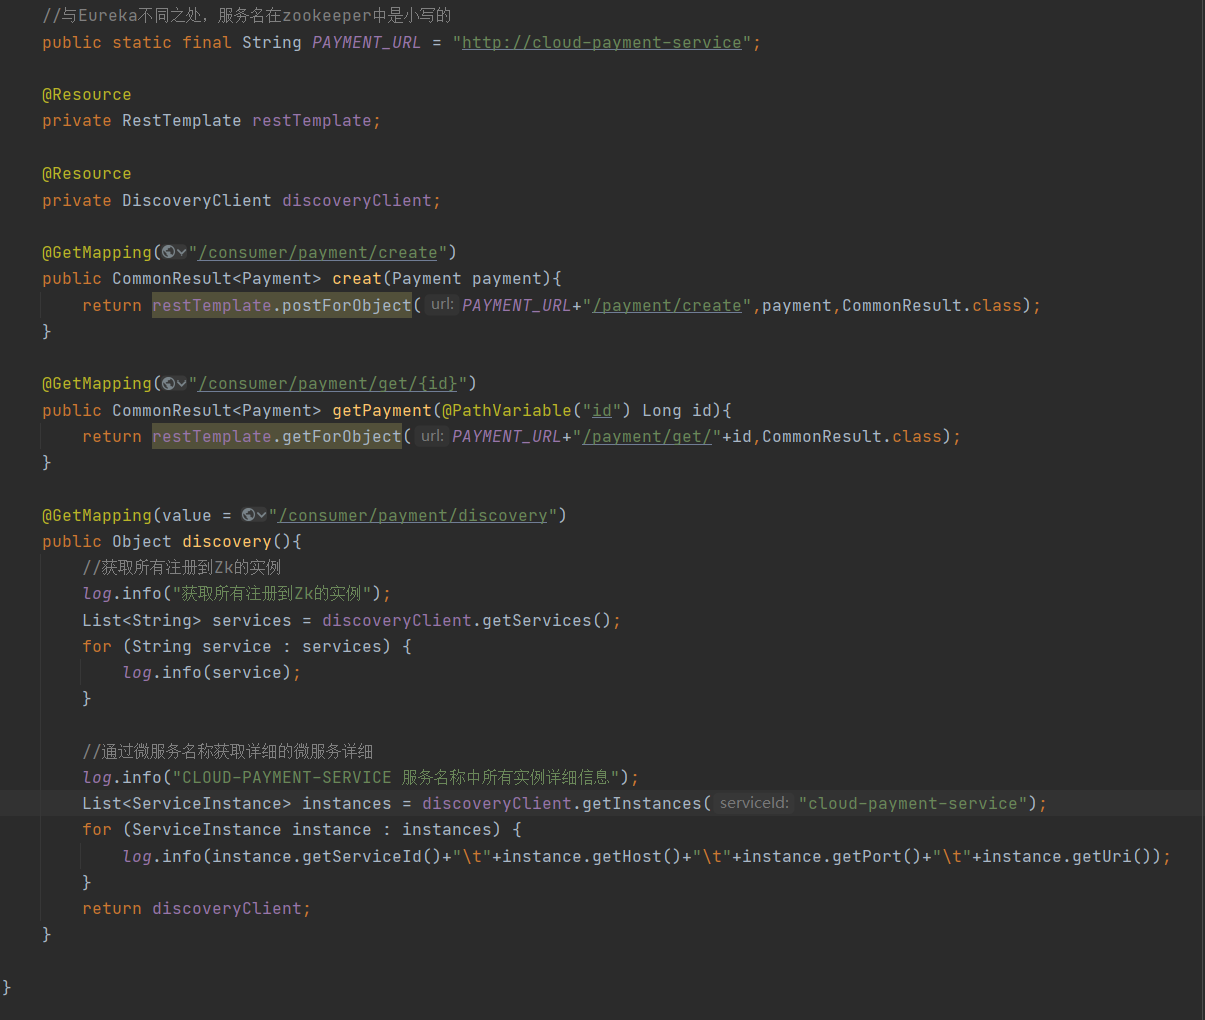 //与Eureka不同之处，服务名在zookeeper中是小写的
public static final String PAYMENT_URL = "http://cloud-payment-service";
@Resource
private RestTemplate restTemplate;
@Resource
private DiscoveryClient discoveryClient;
@GetMapping("/consumer/payment/create")
public CommonResult<Payment> creat(Payment payment){
return restTemplate.postForObject( url: PAYMENT_URL+"/payment/create",payment,CommonResult.class);
}
@GetMapping("/consumer/payment/get/{id}")
public CommonResult<Payment> getPayment(@PathVariable("id") Long id){
return restTemplate.getForObject( url: PAYMENT_URL+"/payment/get/"+id,CommonResult.class);
}
@GetMapping(value = "/consumer/payment/discovery")
public Object discovery(){
//获取所有注册到Zk的实例
log.info("获取所有注册到Zk的实例");
List<String> services = discoveryClient.getServices();
for (String service : services) {
log.info(service);
}
//通过微服务名称获取详细的微服务详细
log.info("CLOUD-PAYMENT-SERVICE 服务名称中所有实例详细信息");
List<ServiceInstance> instances = discoveryClient.getInstances( serviceId: "cloud-payment-service");
for (ServiceInstance instance : instances) {
log.info(instance.getServiceId()+"\t"+instance.getHost()+"\t"+instance.getPort()+"\t"+instance.getUri());
}
return discoveryClient;
}
}